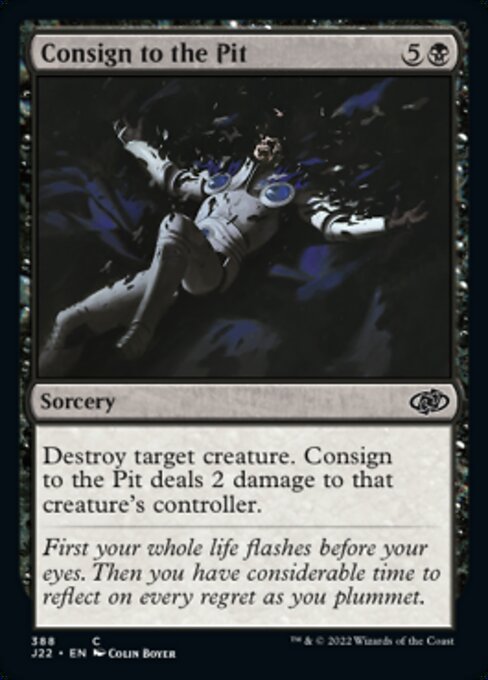 Consign to the Pit 5
Sorcery
Destroy target creature. Consign
to the Pit deals 2 damage to that
creature's controller.
First your whole life flashes before your
eyes. Then you have considerable time to
reflect on every regret as you plummet.
388 C
J22 • EN Colin Boyer
™ & © 2022 Wizards of the Coast